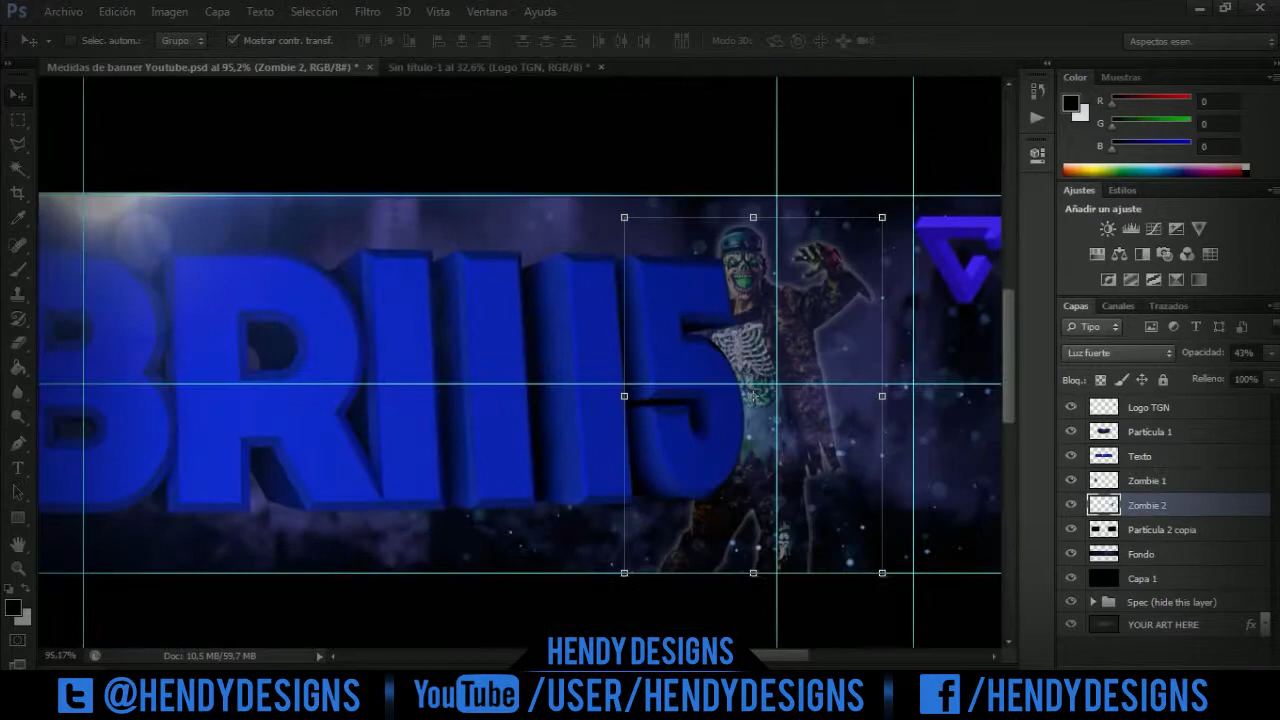 Ps Archivo Edición Imagen Capa Texto Selección Filtro 3D Vista Ventana Ayuda
Selec. autom.: Grupo Mostrar contr. transf. Modo 3D: Aspectos esen.
Medidas de banner Youtube.psd al 95,2% (Zombie 2, RGB/8#) * × Sin título-1 al 32,6% (Logo TGN, RGB/8) * ×
Color Muestras
R 0
G 0
B 0
Ajustes Estilos
Añadir un ajuste
BRIII5
Capas Canales Trazados
Tipo
Luz fuerte Opacidad: 43%
Bloq.: Relleno: 100%
Logo TGN
Partícula 1
Texto
Zombie 1
Zombie 2
Partícula 2 copia
Fondo
Capa 1
Spec (hide this layer)
YOUR ART HERE fx
95,17% Doc: 10,5 MB/59,7 MB
HENDY DESIGNS
@HENDYDESIGNS YouTube /USER/HENDYDESIGNS f /HENDYDESIGNS